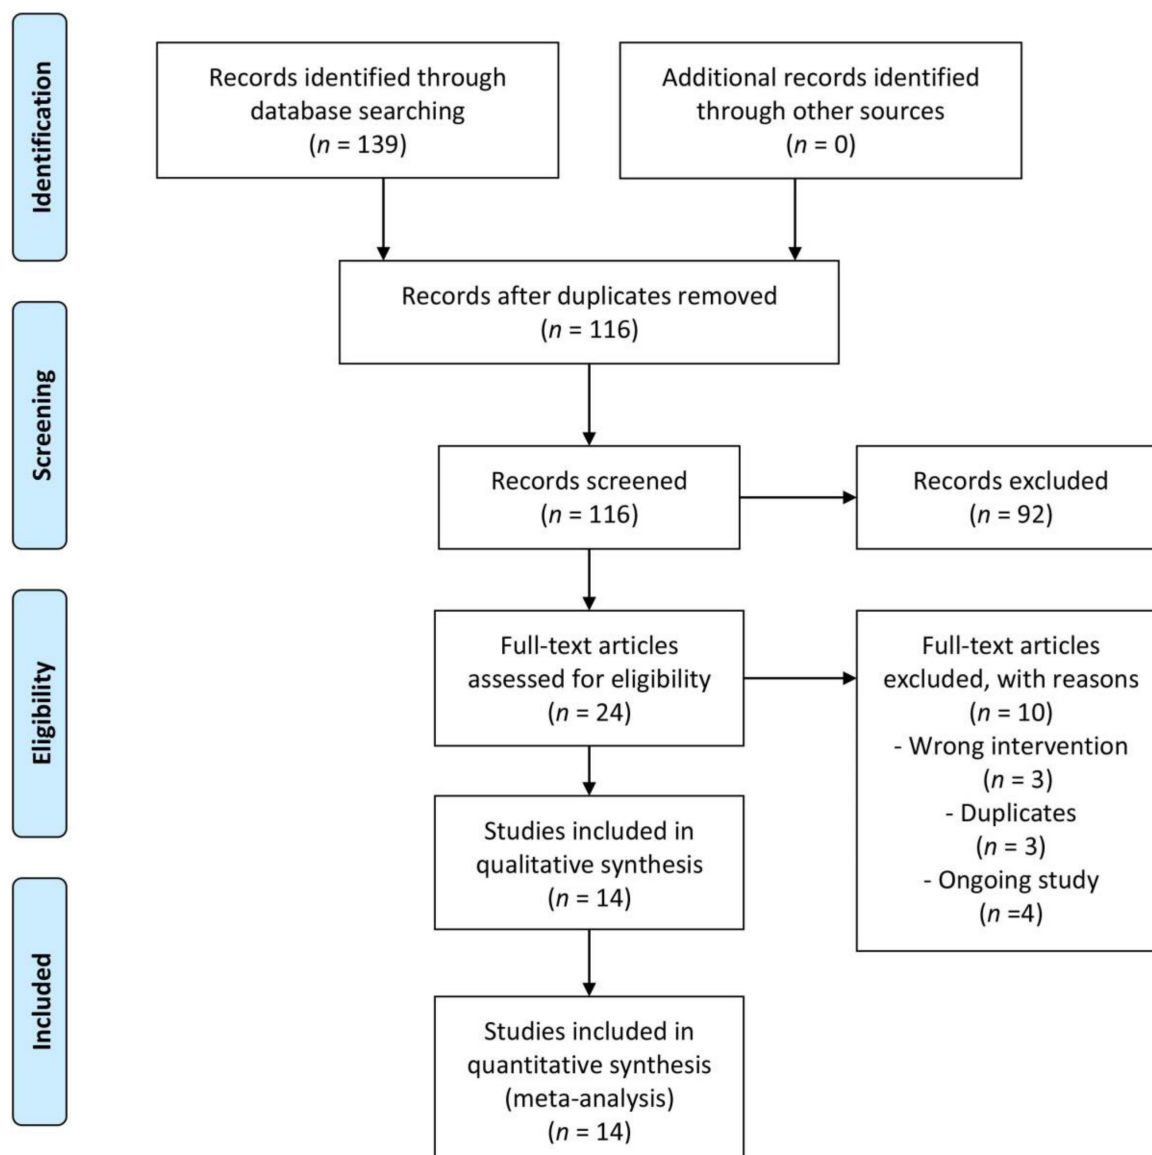 Identification
Records identified through
database searching
(n = 139)
Additional records identified
through other sources
(n = 0)
Records after duplicates removed
(n = 116)
Screening
Records screened
(n = 116)
Records excluded
(n = 92)
Eligibility
Full-text articles
assessed for eligibility
(n = 24)
Full-text articles
excluded, with reasons
(n = 10)
- Wrong intervention
(n = 3)
- Duplicates
(n = 3)
- Ongoing study
(n =4)
Studies included in
qualitative synthesis
(n = 14)
Included
Studies included in
quantitative synthesis
(meta-analysis)
(n = 14)